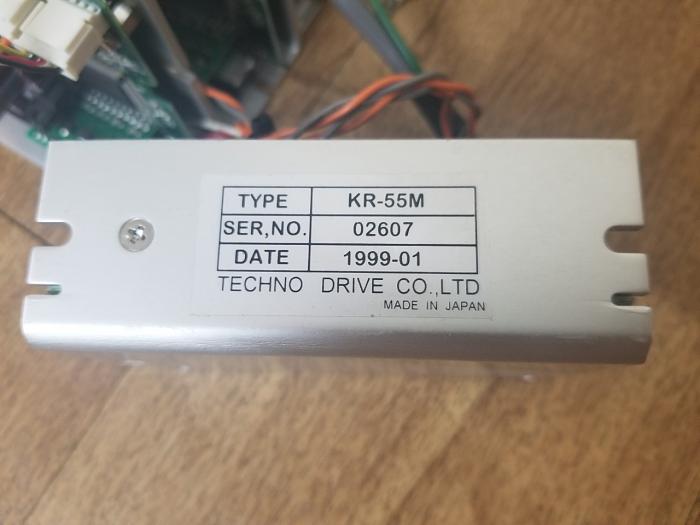 TYPE KR-55M
SER,NO. 02607
DATE 1999-01
TECHNO DRIVE CO.,LTD
MADE IN JAPAN